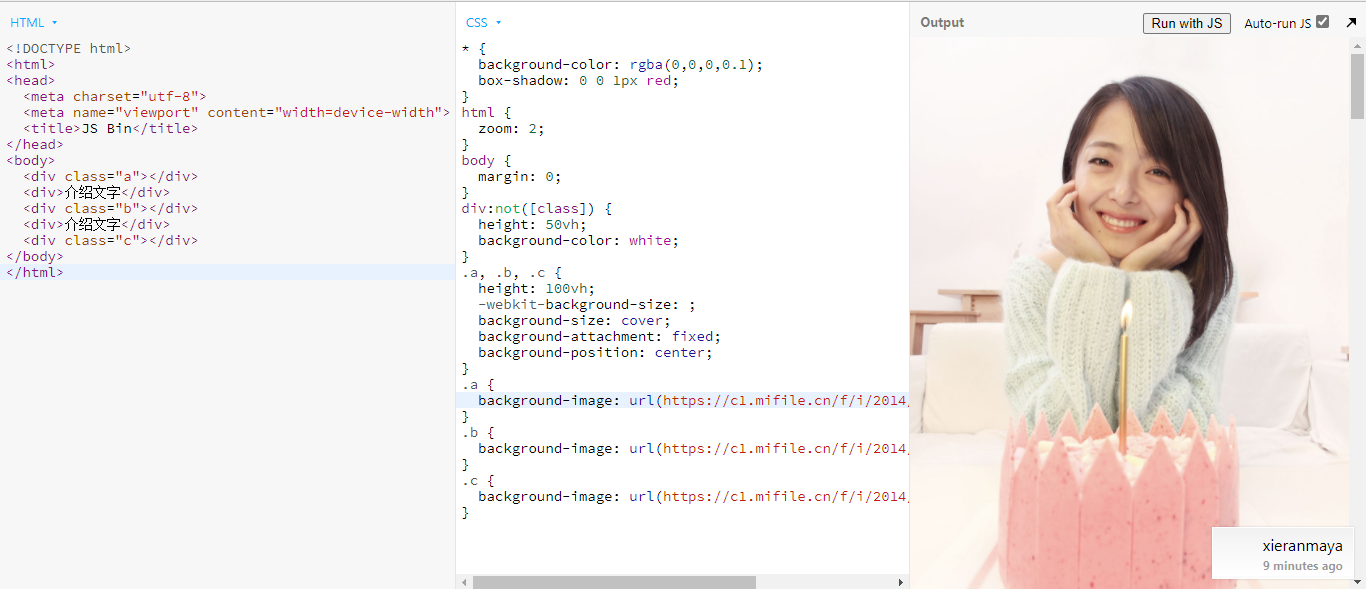 HTML
<!DOCTYPE html>
<html>
<head>
<meta charset="utf-8">
<meta name="viewport" content="width=device-width">
<title>JS Bin</title>
</head>
<body>
<div class="a"></div>
<div>介绍文字</div>
<div class="b"></div>
<div>介绍文字</div>
<div class="c"></div>
</body>
</html>
CSS
* {
background-color: rgba(0,0,0,0.1);
box-shadow: 0 0 1px red;
}
html {
zoom: 2;
}
body {
margin: 0;
}
div:not([class]) {
height: 50vh;
background-color: white;
}
.a, .b, .c {
height: 100vh;
-webkit-background-size: ;
background-size: cover;
background-attachment: fixed;
background-position: center;
}
.a {
background-image: url(https://c1.mifile.cn/f/i/2014,
}
.b {
background-image: url(https://c1.mifile.cn/f/i/2014,
}
.c {
background-image: url(https://c1.mifile.cn/f/i/2014,
}
Output
Run with JS
Auto-run JS
xieranmaya
9 minutes ago